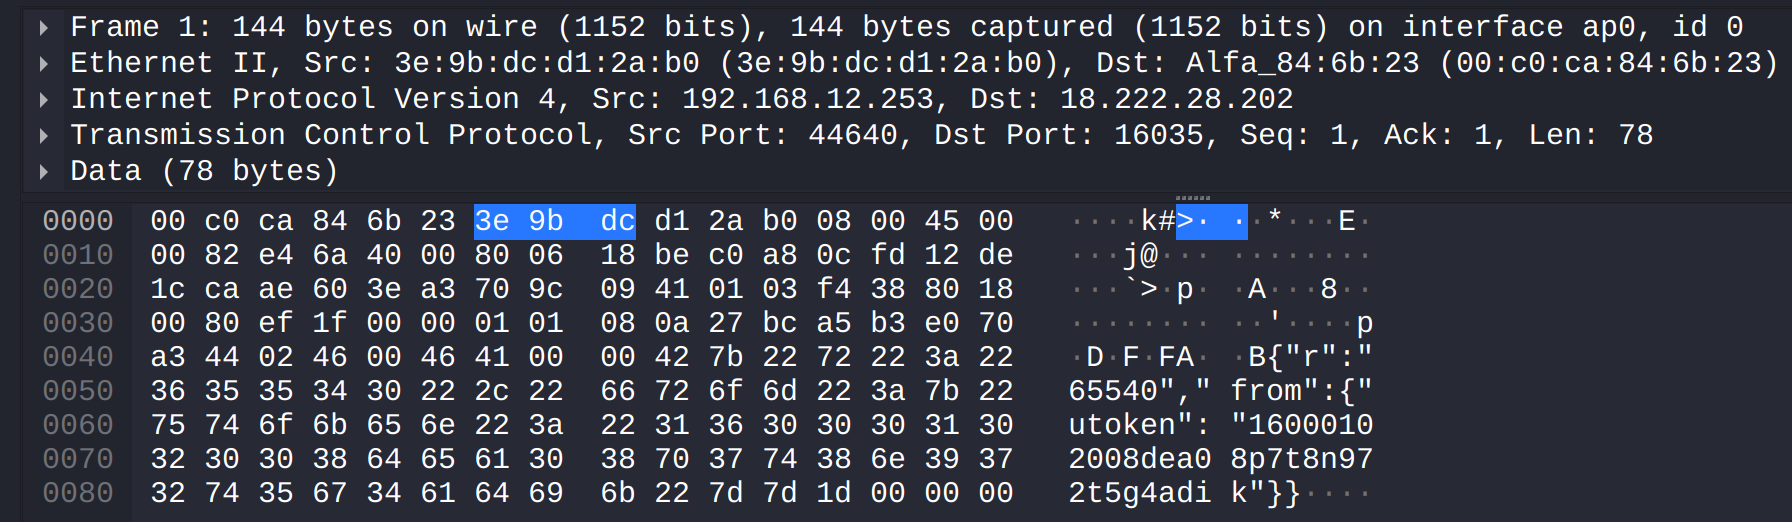 Frame 1: 144 bytes on wire (1152 bits), 144 bytes captured (1152 bits) on interface ap0, id 0
Ethernet II, Src: 3e:9b:dc:d1:2a:b0 (3e:9b:dc:d1:2a:b0), Dst: Alfa_84:6b:23 (00:c0:ca:84:6b:23)
Internet Protocol Version 4, Src: 192.168.12.253, Dst: 18.222.28.202
Transmission Control Protocol, Src Port: 44640, Dst Port: 16035, Seq: 1, Ack: 1, Len: 78
Data (78 bytes)
0000 00 c0 ca 84 6b 23 3e 9b dc d1 2a b0 08 00 45 00 ····k#>· ··*···E·
0010 00 82 e4 6a 40 00 80 06 18 be c0 a8 0c fd 12 de ···j@··· ········
0020 1c ca ae 60 3e a3 70 9c 09 41 01 03 f4 38 80 18 ···`>·p· ·A···8··
0030 00 80 ef 1f 00 00 01 01 08 0a 27 bc a5 b3 e0 70 ········ ··'····p
0040 a3 44 02 46 00 46 41 00 00 42 7b 22 72 22 3a 22 ·D·F·FA· ·B{"r":"
0050 36 35 35 34 30 22 2c 22 66 72 6f 6d 22 3a 7b 22 65540"," from":{"
0060 75 74 6f 6b 65 6e 22 3a 22 31 36 30 30 30 31 30 utoken": "1600010
0070 32 30 30 38 64 65 61 30 38 70 37 74 38 6e 39 37 2008dea0 8p7t8n97
0080 32 74 35 67 34 61 64 69 6b 22 7d 7d 1d 00 00 00 2t5g4adi k"}}····